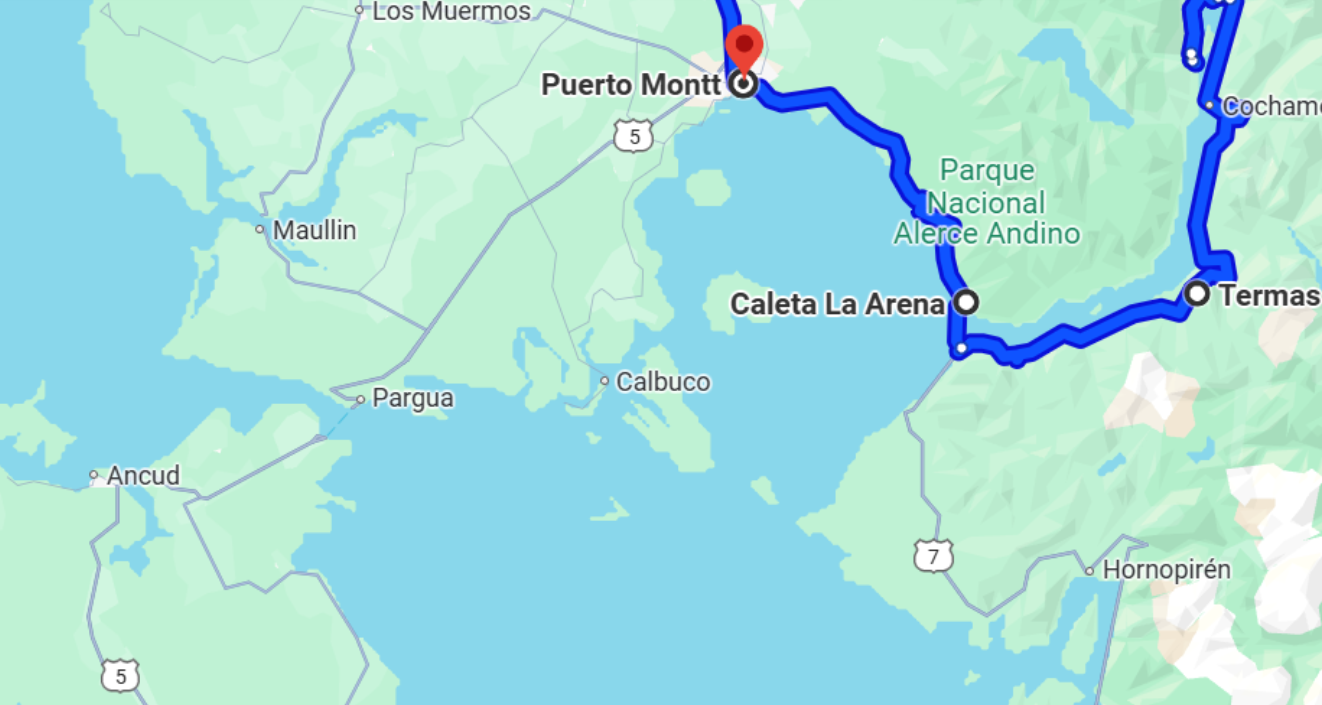 Los Muermos
Puerto Montt
5
Cocham
Parque
Nacional
Alerce Andino
Maullin
Caleta La Arena
Termas
Calbuco
Pargua
Ancud
7
Hornopirén
5